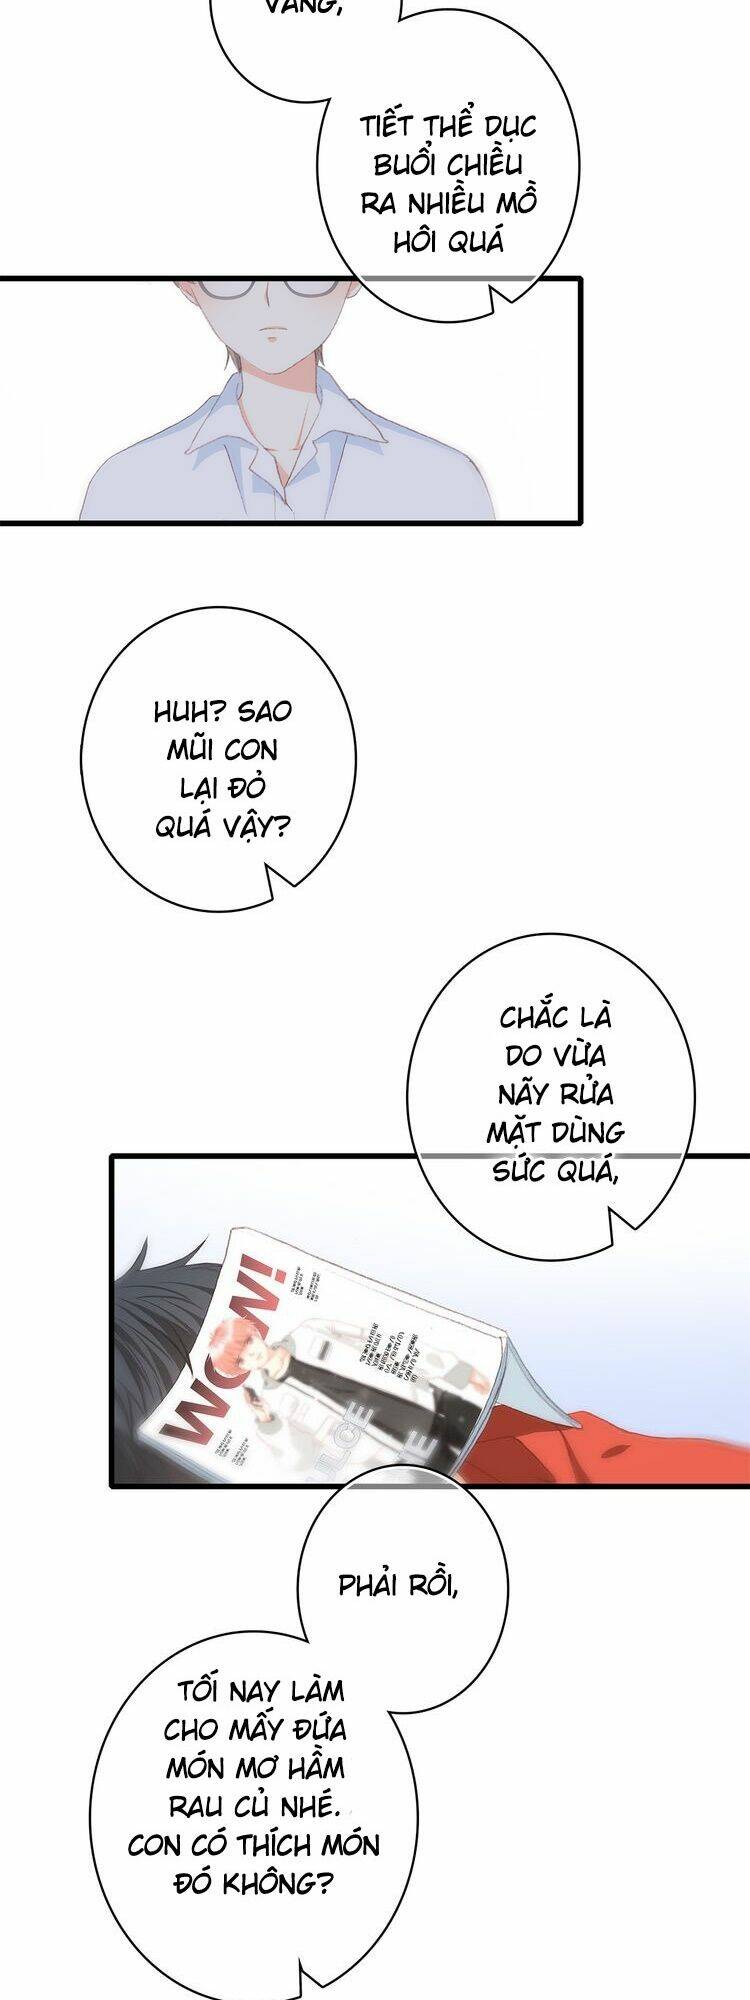 VÂNG,
TIẾT THỂ DỤC
BUỔI CHIỀU
RA NHIỀU MỒ
HÔI QUÁ
HUH? SAO
MŨI CON
LẠI ĐỎ
QUÁ VẬY?
CHẮC LÀ
DO VỪA
NÃY RỬA
MẶT DÙNG
SỨC QUÁ,
PHẢI RỒI,
TỐI NAY LÀM
CHO MẤY ĐỨA
MÓN MƠ HẦM
RAU CỦ NHÉ.
CON CÓ THÍCH MÓN
ĐÓ KHÔNG?